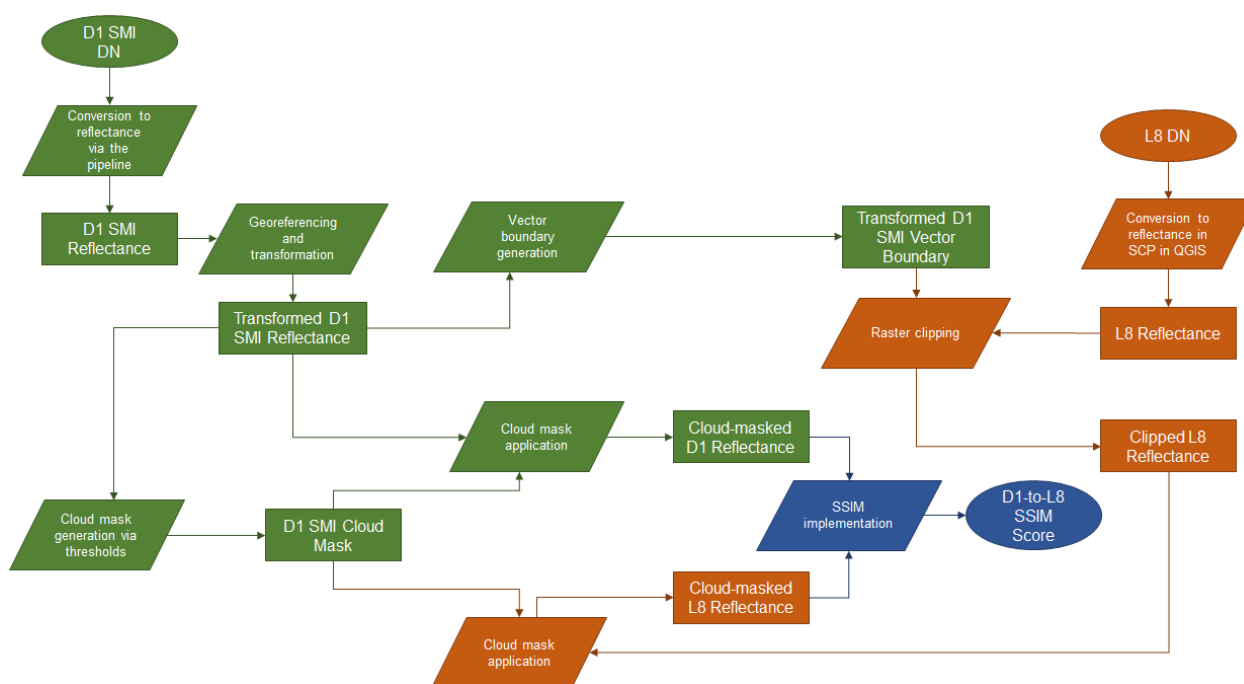 D1 SMI
DN
Conversion to
reflectance
via the
pipeline
D1 SMI
Reflectance
Georeferencing
and
transformation
Transformed D1
SMI Reflectance
Vector
boundary
generation
Transformed D1
SMI Vector
Boundary
L8 DN
Conversion to
reflectance in
SCP in QGIS
L8 Reflectance
Raster clipping
Clipped L8
Reflectance
Cloud mask
application
Cloud-masked
D1 Reflectance
Cloud mask
generation via
thresholds
D1 SMI Cloud
Mask
SSIM
implementation
D1-to-L8
SSIM
Score
Cloud-masked
L8 Reflectance
Cloud mask
application